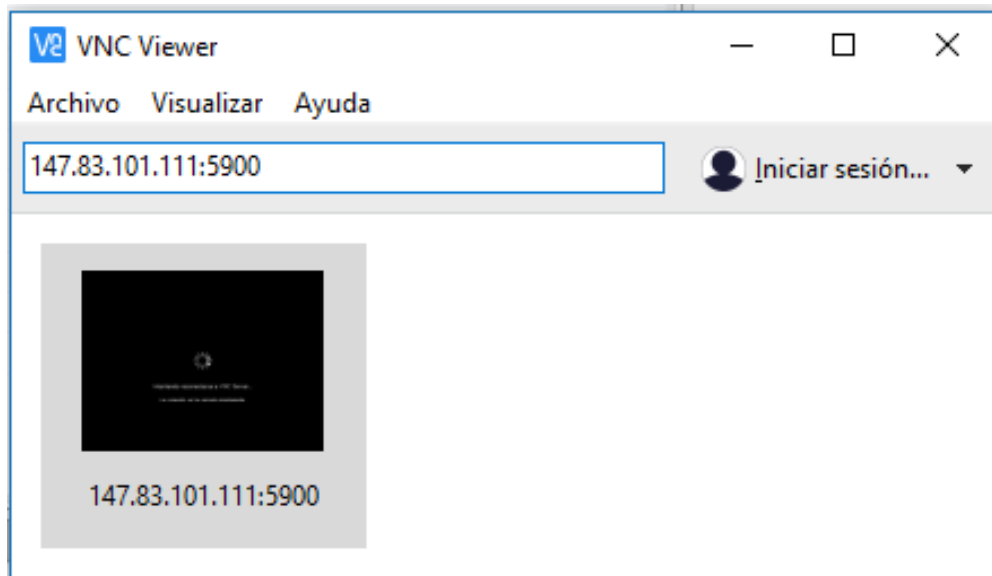 VNC Viewer
Archivo Visualizar Ayuda
147.83.101.111:5900
Iniciar sesión...
147.83.101.111:5900